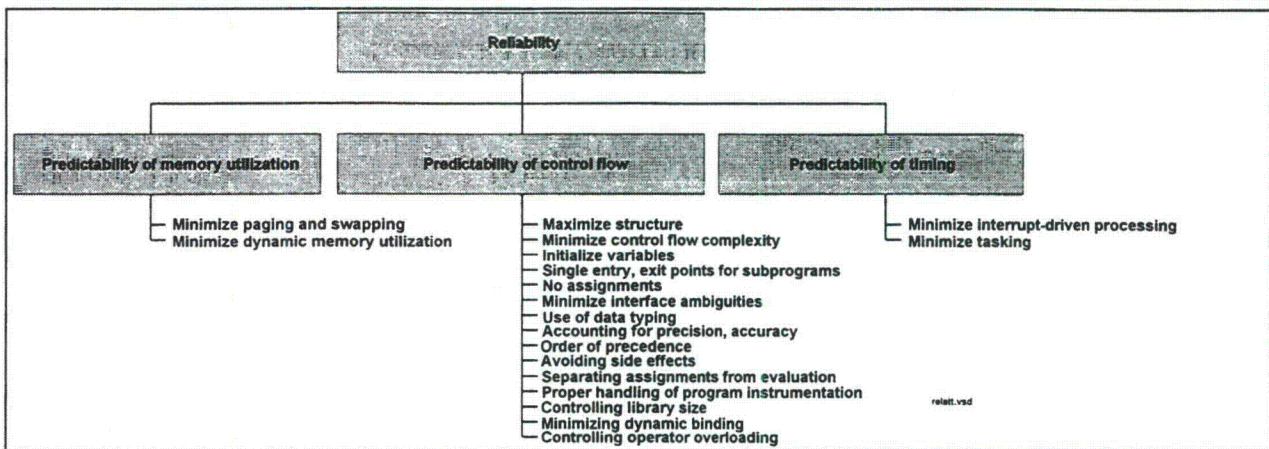 Reliability
Predictability of memory utilization
Minimize paging and swapping
Minimize dynamic memory utilization
Predictability of control flow
Maximize structure
Minimize control flow complexity
Initialize variables
Single entry, exit points for subprograms
No assignments
Minimize interface ambiguities
Use of data typing
Accounting for precision, accuracy
Order of precedence
Avoiding side effects
Separating assignments from evaluation
Proper handling of program instrumentation
Controlling library size
Minimizing dynamic binding
Controlling operator overloading
Predictability of timing
Minimize interrupt-driven processing
Minimize tasking
relatt.vsd